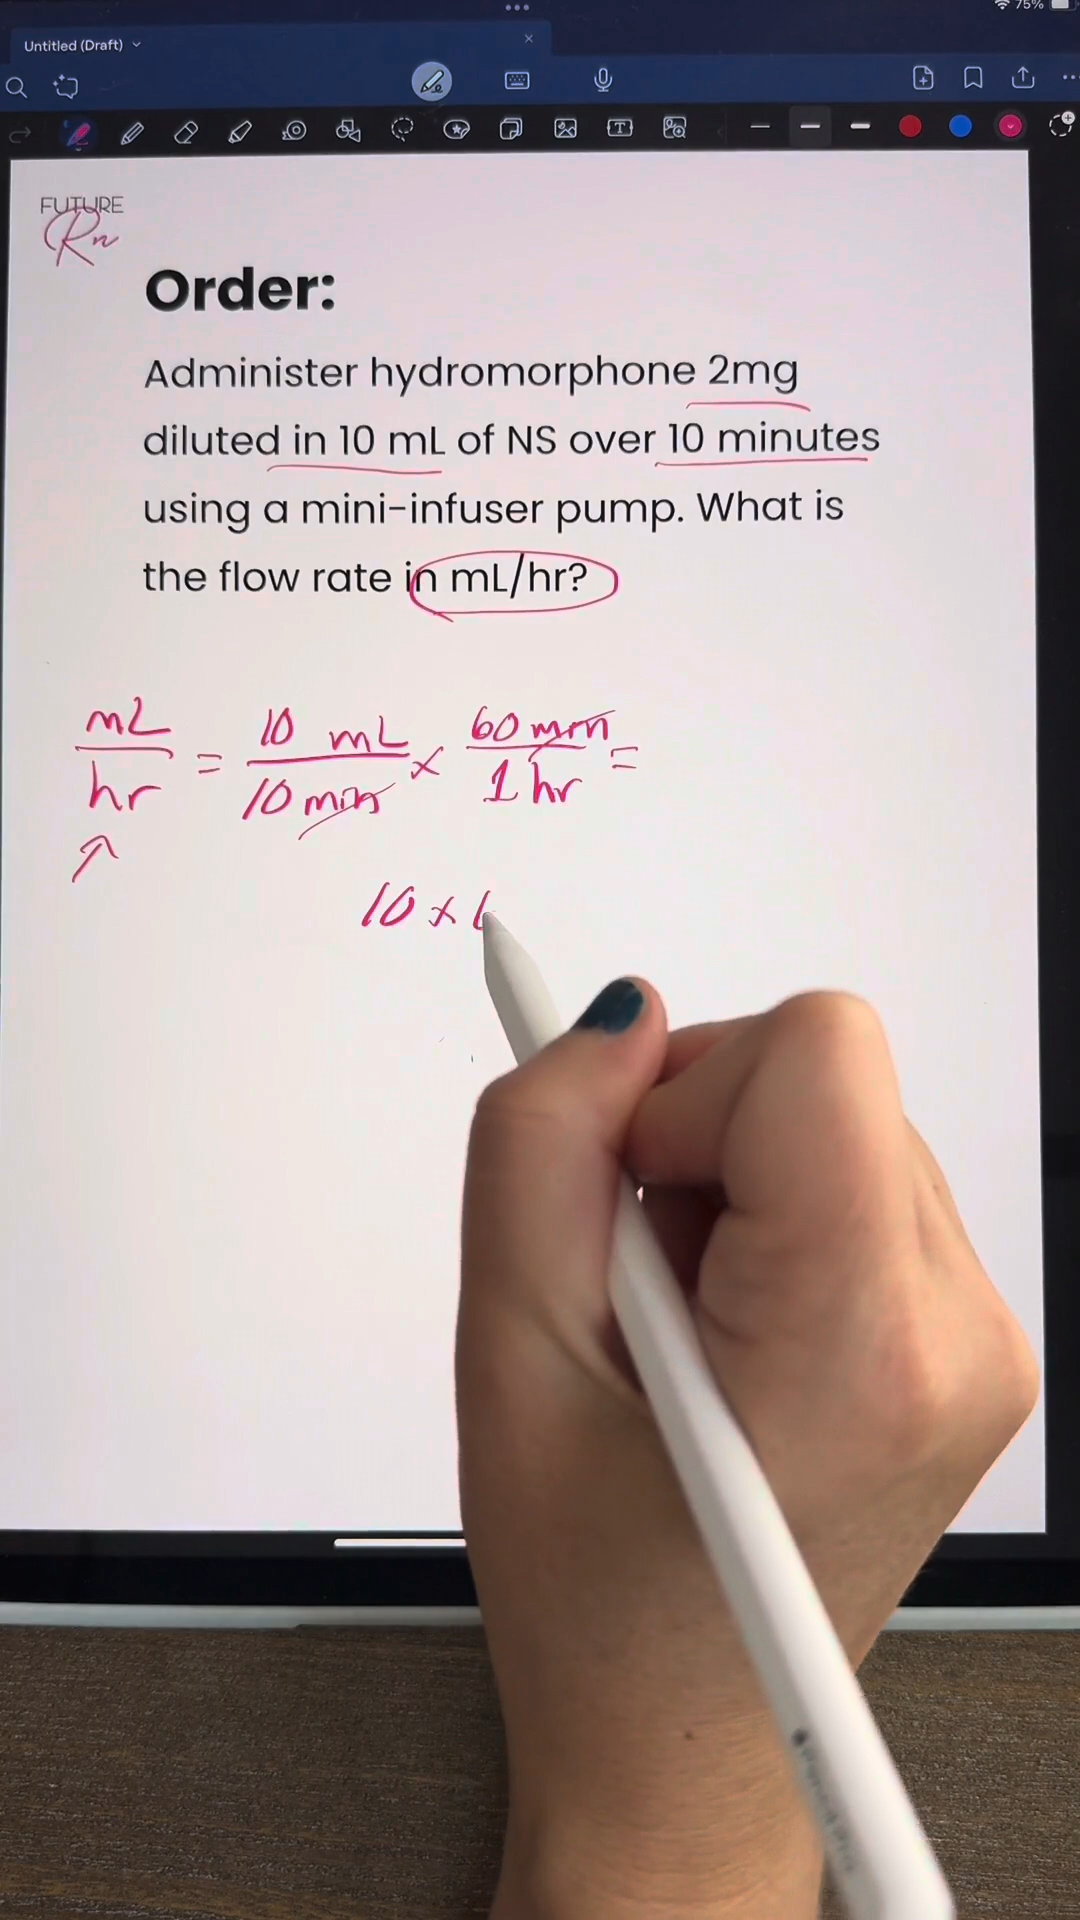 75%
Untitled (Draft)
FUTURE
Rn
Order:
Administer hydromorphone 2mg
diluted in 10 mL of NS over 10 minutes
using a mini-infuser pump. What is
the flow rate in mL/hr?
mL/hr = 10 mL/10 min × 60 min/1 hr =
10 ×